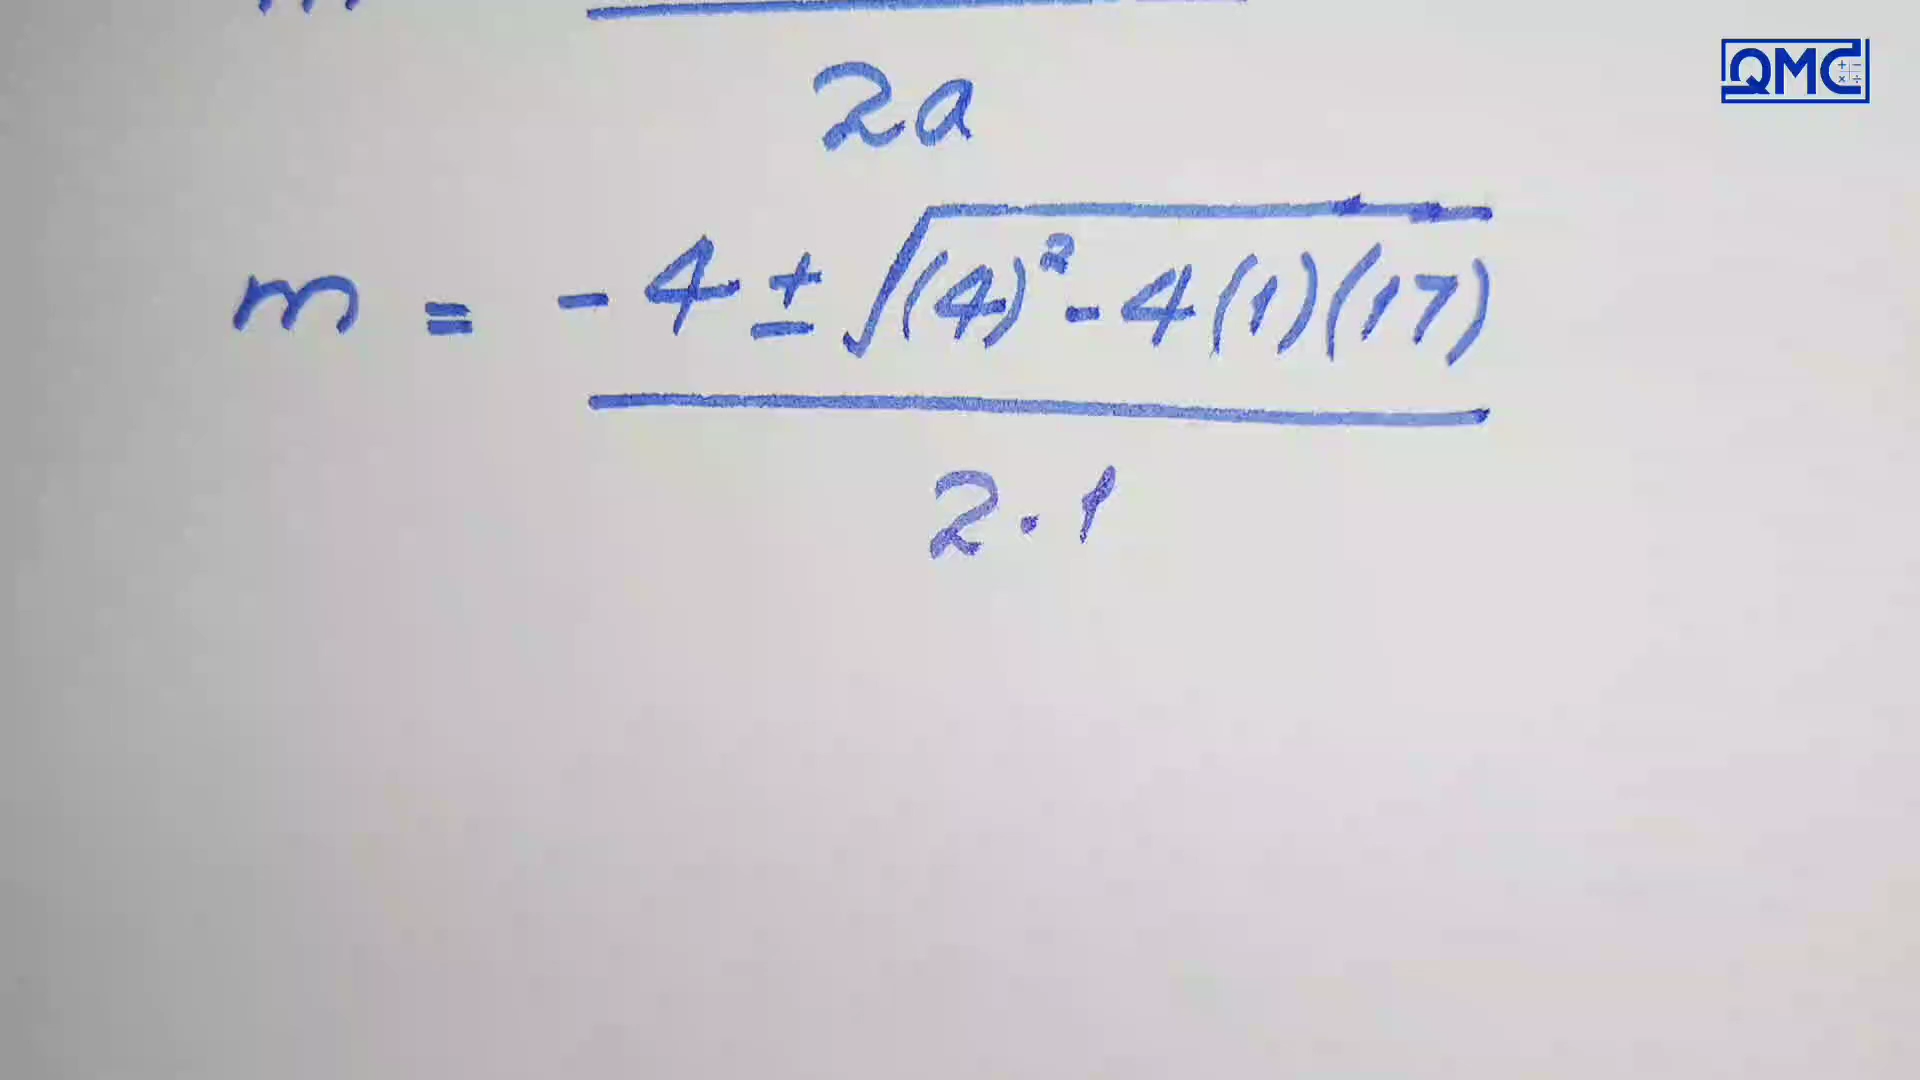 QMC
2a
m = -4 ± √(4)² - 4(1)(17)
2·1